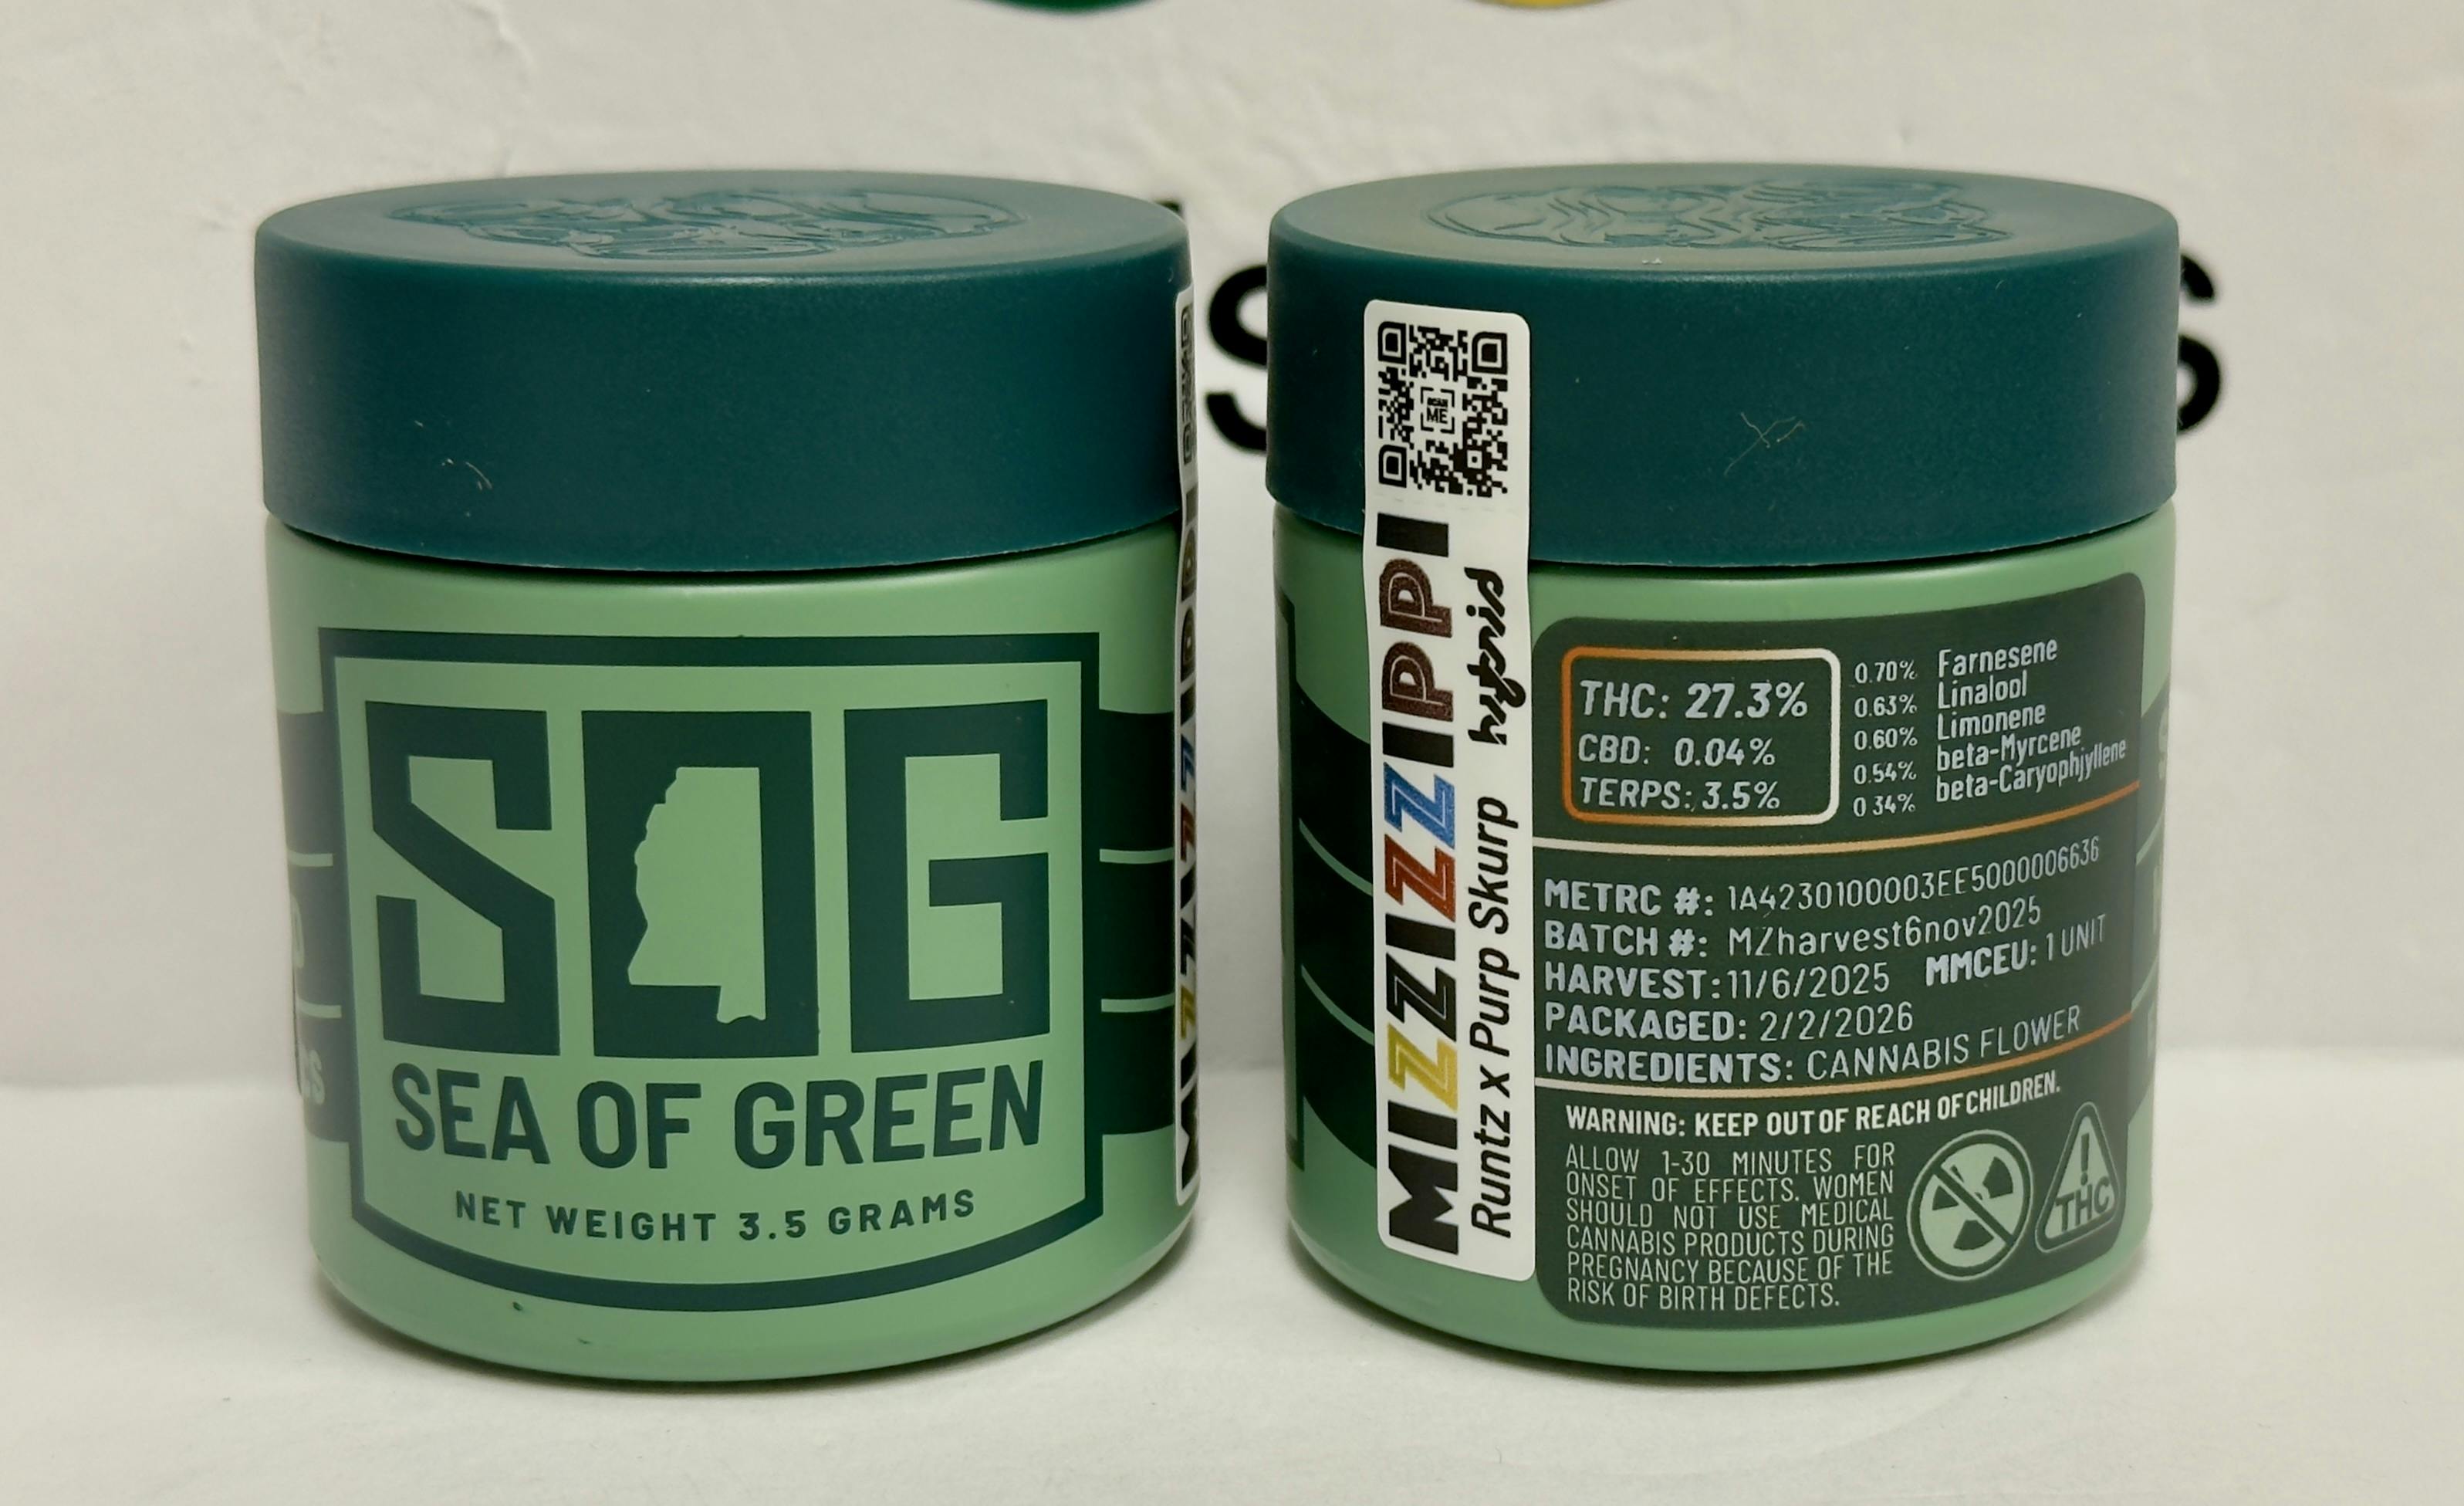 SOG
SEA OF GREEN
NET WEIGHT 3.5 GRAMS
SCAN ME
MIZZIZZIPPI
hybrid
Runtz x Purp Skurp
THC: 27.3%
CBD: 0.04%
TERPS: 3.5%
0.70% Farnesene
0.63% Linalool
0.60% Limonene
0.54% beta-Myrcene
0.34% beta-Caryophjyllene
METRC #: 1A4230100003EE5000006636
BATCH #: MZharvest6nov2025
HARVEST: 11/6/2025 MMCEU: 1 UNIT
PACKAGED: 2/2/2026
INGREDIENTS: CANNABIS FLOWER
WARNING: KEEP OUT OF REACH OF CHILDREN.
ALLOW 1-30 MINUTES FOR
ONSET OF EFFECTS. WOMEN
SHOULD NOT USE MEDICAL
CANNABIS PRODUCTS DURING
PREGNANCY BECAUSE OF THE
RISK OF BIRTH DEFECTS.
! THC